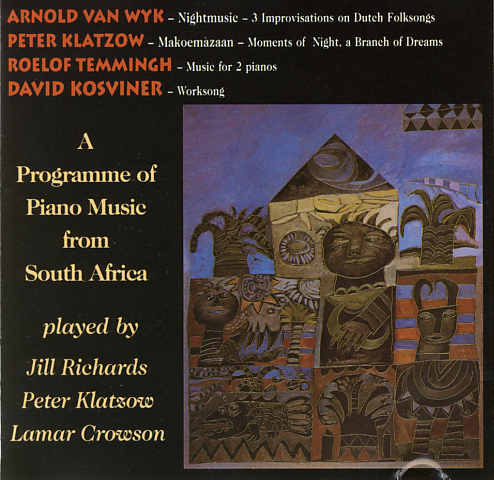 ARNOLD VAN WYK – Nightmusic – 3 Improvisations on Dutch Folksongs
PETER KLATZOW – Makoemàzaan – Moments of Night, a Branch of Dreams
ROELOF TEMMINGH – Music for 2 pianos
DAVID KOSVINER – Worksong
A
Programme of
Piano Music
from
South Africa
played by
Jill Richards
Peter Klatzow
Lamar Crowson